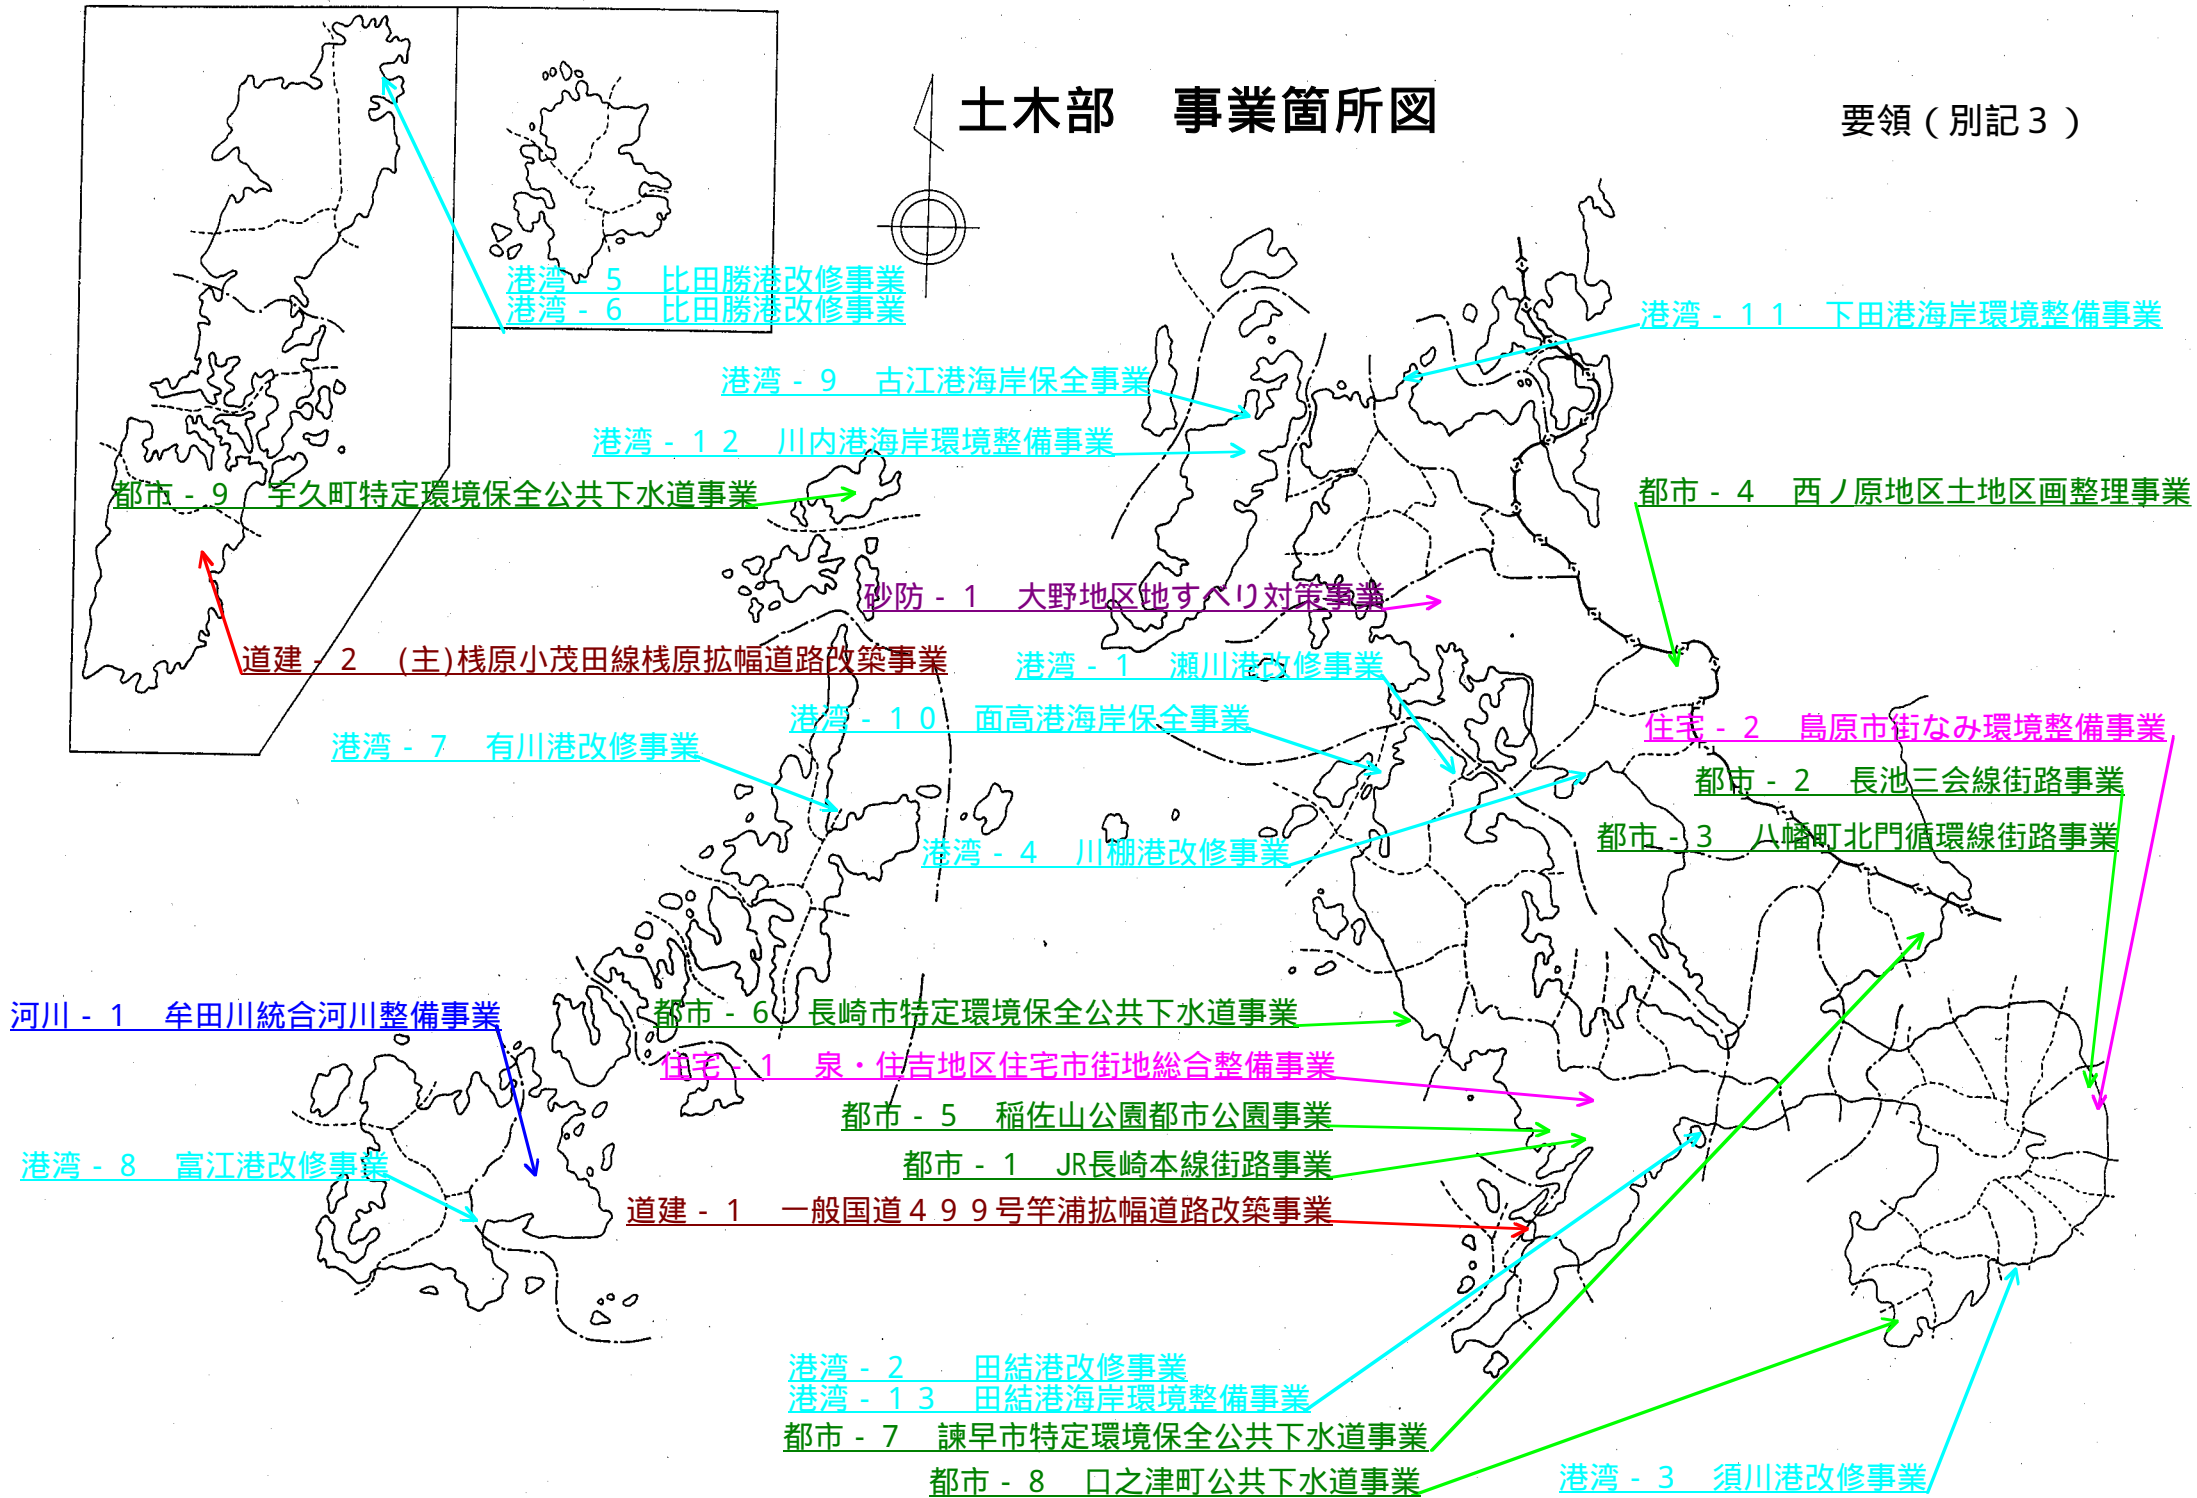 土木部　事業箇所図
要領（別記３）
港湾-５　比田勝港改修事業
港湾-６　比田勝港改修事業
港湾-１１　下田港海岸環境整備事業
港湾-９　古江港海岸保全事業
港湾-１２　川内港海岸環境整備事業
都市-９　宇久町特定環境保全公共下水道事業
都市-４　西ノ原地区土地区画整理事業
砂防-１　大野地区地すべり対策事業
道建-２　(主)桟原小茂田線桟原拡幅道路改築事業
港湾-１　瀬川港改修事業
港湾-１０　面高港海岸保全事業
住宅-２　島原市街なみ環境整備事業
港湾-７　有川港改修事業
都市-２　長池三会線街路事業
都市-３　八幡町北門循環線街路事業
港湾-４　川棚港改修事業
河川-１　牟田川統合河川整備事業
都市-６　長崎市特定環境保全公共下水道事業
住宅-１　泉・住吉地区住宅市街地総合整備事業
都市-５　稲佐山公園都市公園事業
港湾-８　富江港改修事業
都市-１　JR長崎本線街路事業
道建-１　一般国道４９９号竿浦拡幅道路改築事業
港湾-２　　田結港改修事業
港湾-１３　田結港海岸環境整備事業
都市-７　諫早市特定環境保全公共下水道事業
都市-８　口之津町公共下水道事業
港湾-３　須川港改修事業